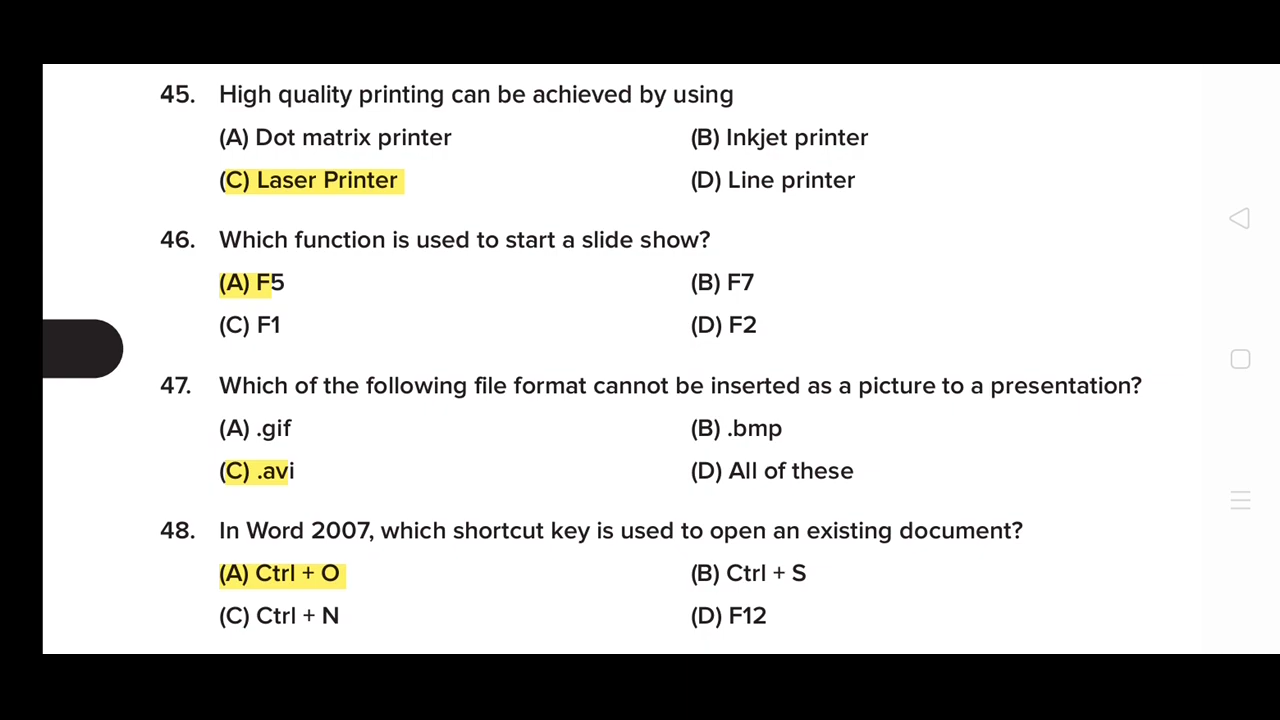 45. High quality printing can be achieved by using
(A) Dot matrix printer (B) Inkjet printer
(C) Laser Printer (D) Line printer
46. Which function is used to start a slide show?
(A) F5 (B) F7
(C) F1 (D) F2
47. Which of the following file format cannot be inserted as a picture to a presentation?
(A) .gif (B) .bmp
(C) .avi (D) All of these
48. In Word 2007, which shortcut key is used to open an existing document?
(A) Ctrl + O (B) Ctrl + S
(C) Ctrl + N (D) F12